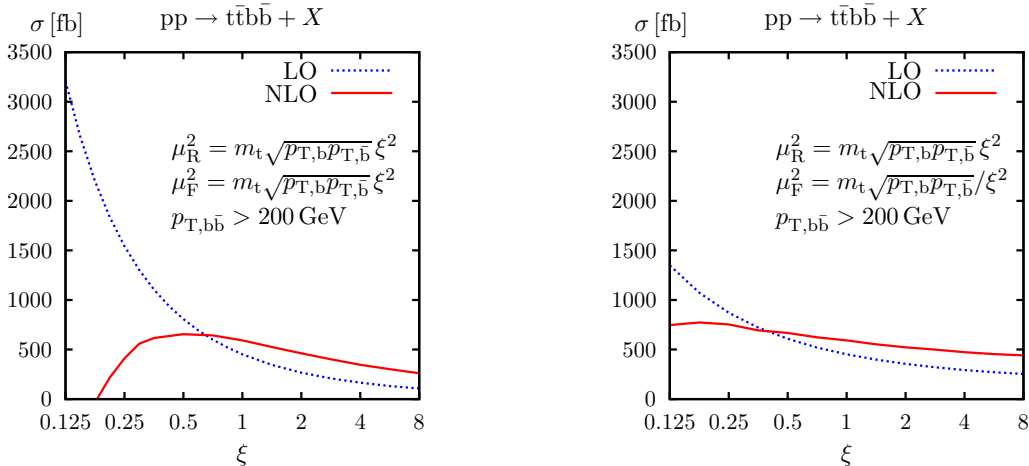 σ [fb] pp → tt̄bb̄ + X
3500
3000
2500
2000
1500
1000
500
0
LO
NLO
μ_R^2 = m_t √(p_T,b p_T,b̄) ξ^2
μ_F^2 = m_t √(p_T,b p_T,b̄) ξ^2
p_T,bb̄ > 200 GeV
0.125 0.25 0.5 1 2 4 8
ξ
σ [fb] pp → tt̄bb̄ + X
3500
3000
2500
2000
1500
1000
500
0
LO
NLO
μ_R^2 = m_t √(p_T,b p_T,b̄) ξ^2
μ_F^2 = m_t √(p_T,b p_T,b̄)/ξ^2
p_T,bb̄ > 200 GeV
0.125 0.25 0.5 1 2 4 8
ξ